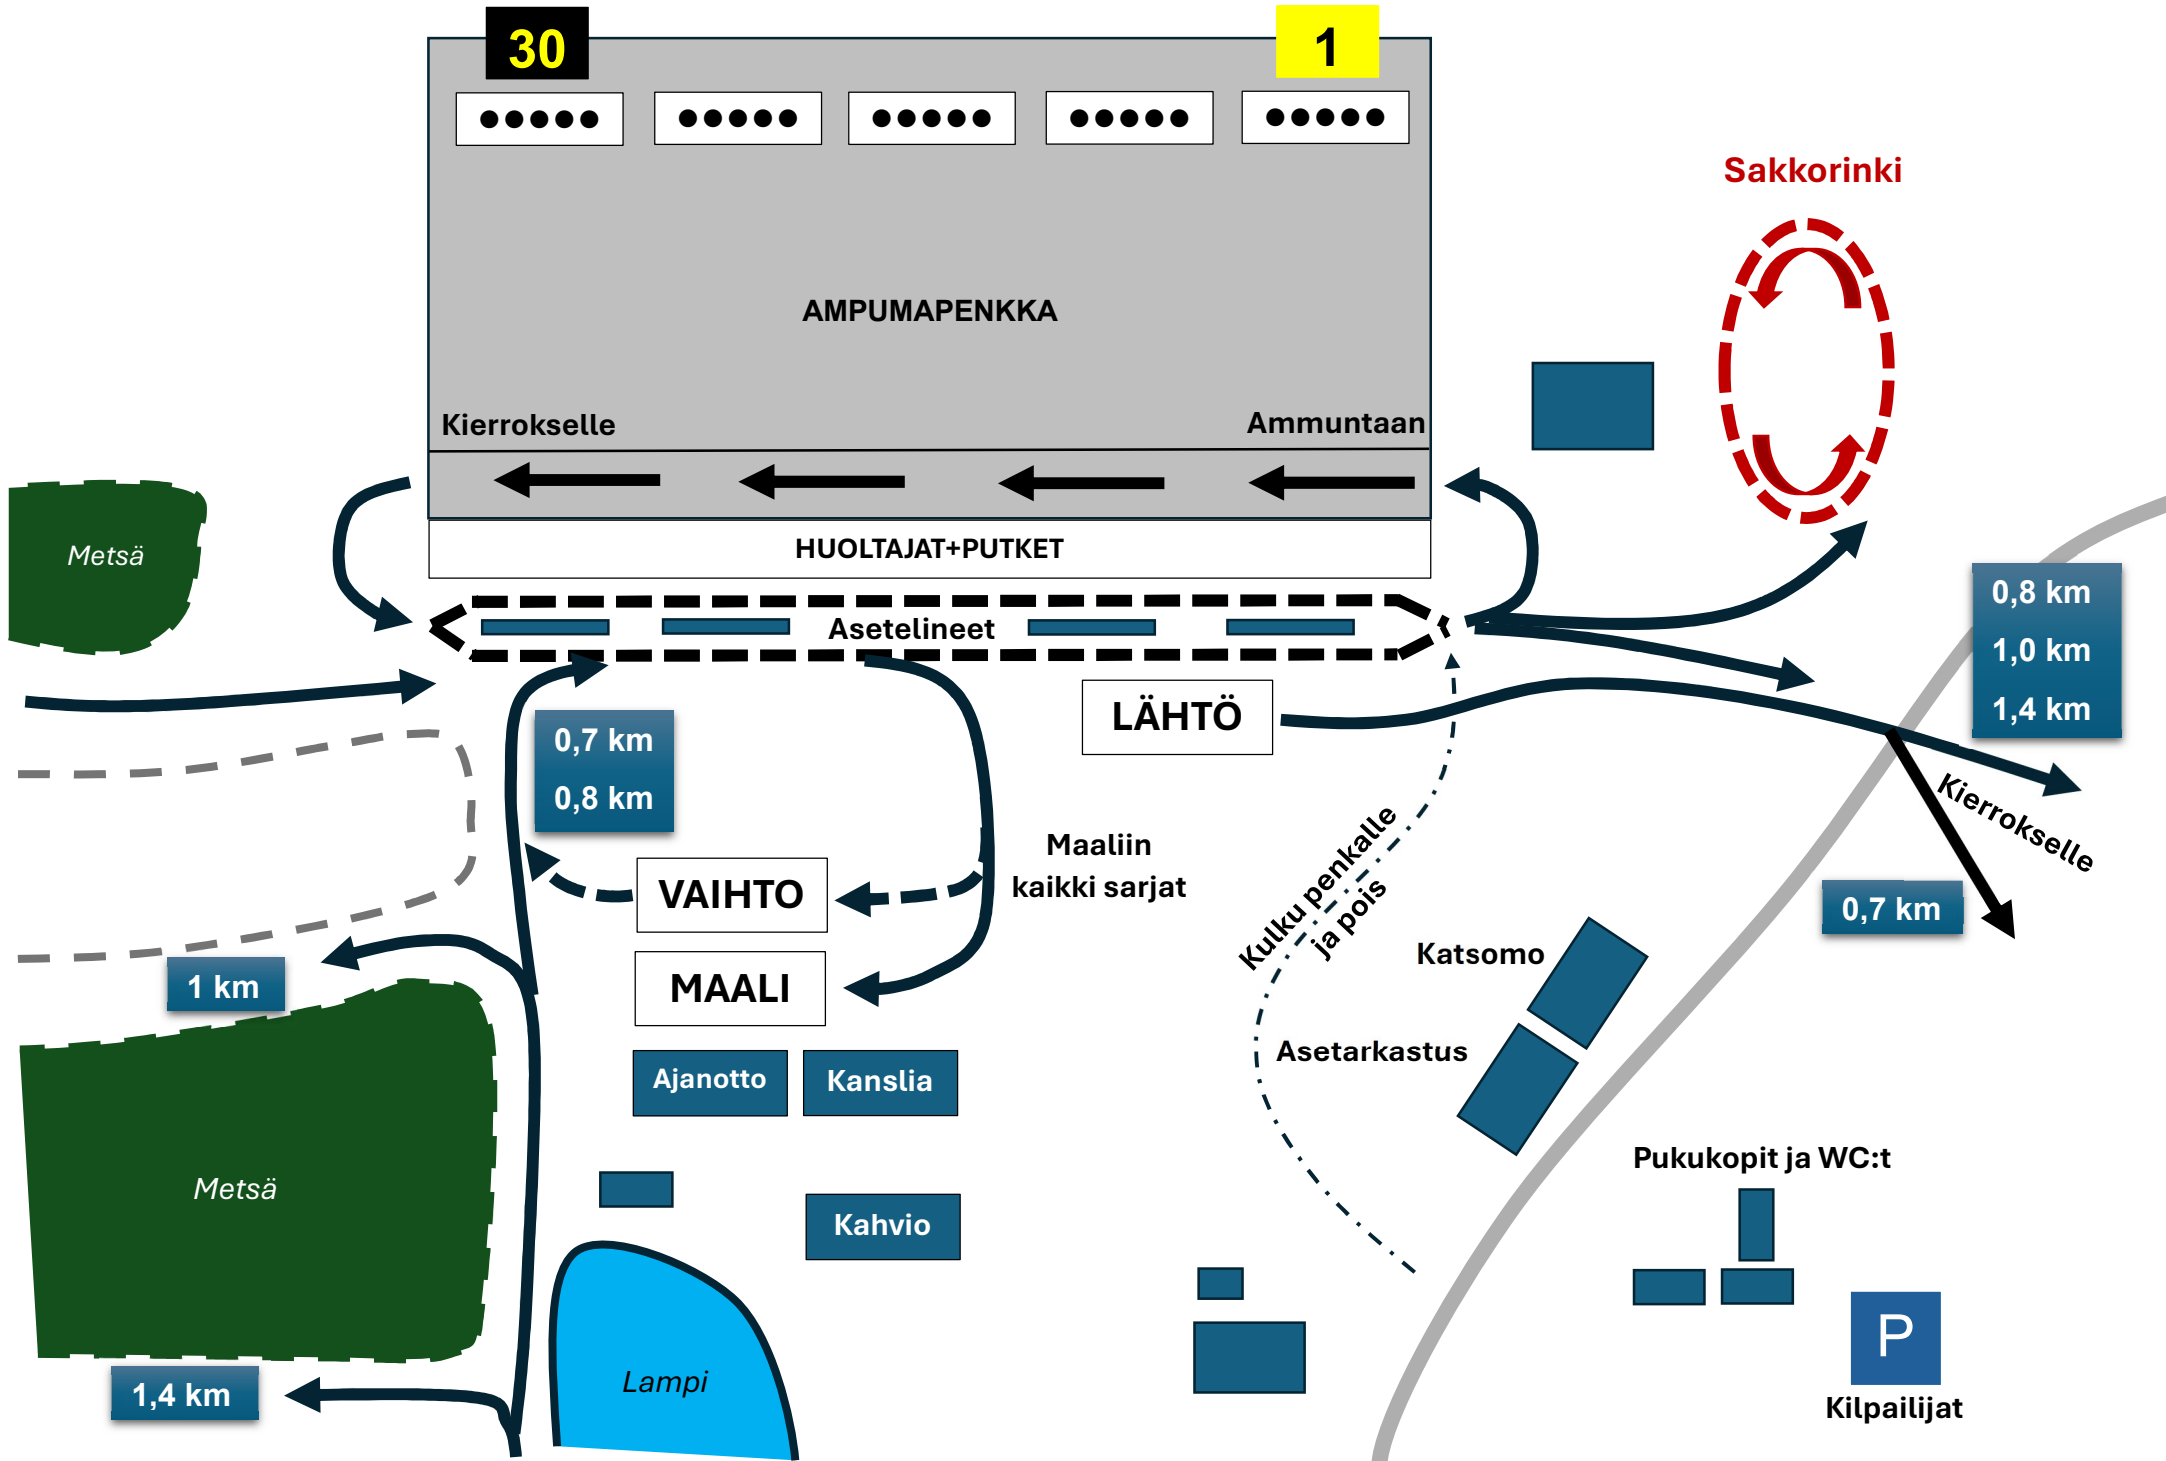 30
1
Sakkorinki
AMPUMAPENKKA
Kierrokselle
Ammuntaan
HUOLTAJAT+PUTKET
Metsä
Asetelineet
0,8 km
1,0 km
1,4 km
LÄHTÖ
0,7 km
0,8 km
Kierrokselle
Maaliin
kaikki sarjat
Kulku penkalle
ja pois
VAIHTO
0,7 km
Katsomo
1 km
MAALI
Asetarkastus
Ajanotto
Kanslia
Pukukopit ja WC:t
Metsä
Kahvio
P
Lampi
1,4 km
Kilpailijat